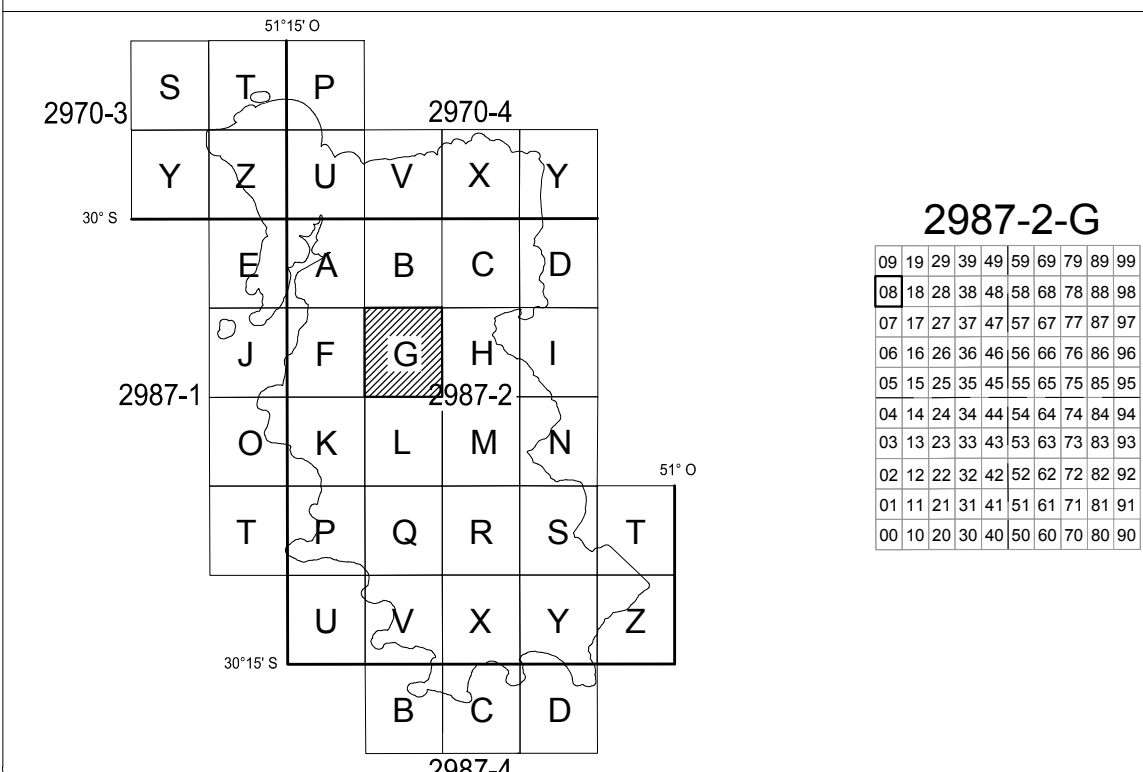 51°15' O
S T P
2970-3
2970-4
Y Z U V X Y
30° S
E A B C D
J F G H I
2987-1
2987-2
O K L M N
51° O
T P Q R S T
U V X Y Z
30°15' S
B C D
2987-4
2987-2-G
09 19 29 39 49 59 69 79 89 99
08 18 28 38 48 58 68 78 88 98
07 17 27 37 47 57 67 77 87 97
06 16 26 36 46 56 66 76 86 96
05 15 25 35 45 55 65 75 85 95
04 14 24 34 44 54 64 74 84 94
03 13 23 33 43 53 63 73 83 93
02 12 22 32 42 52 62 72 82 92
01 11 21 31 41 51 61 71 81 91
00 10 20 30 40 50 60 70 80 90